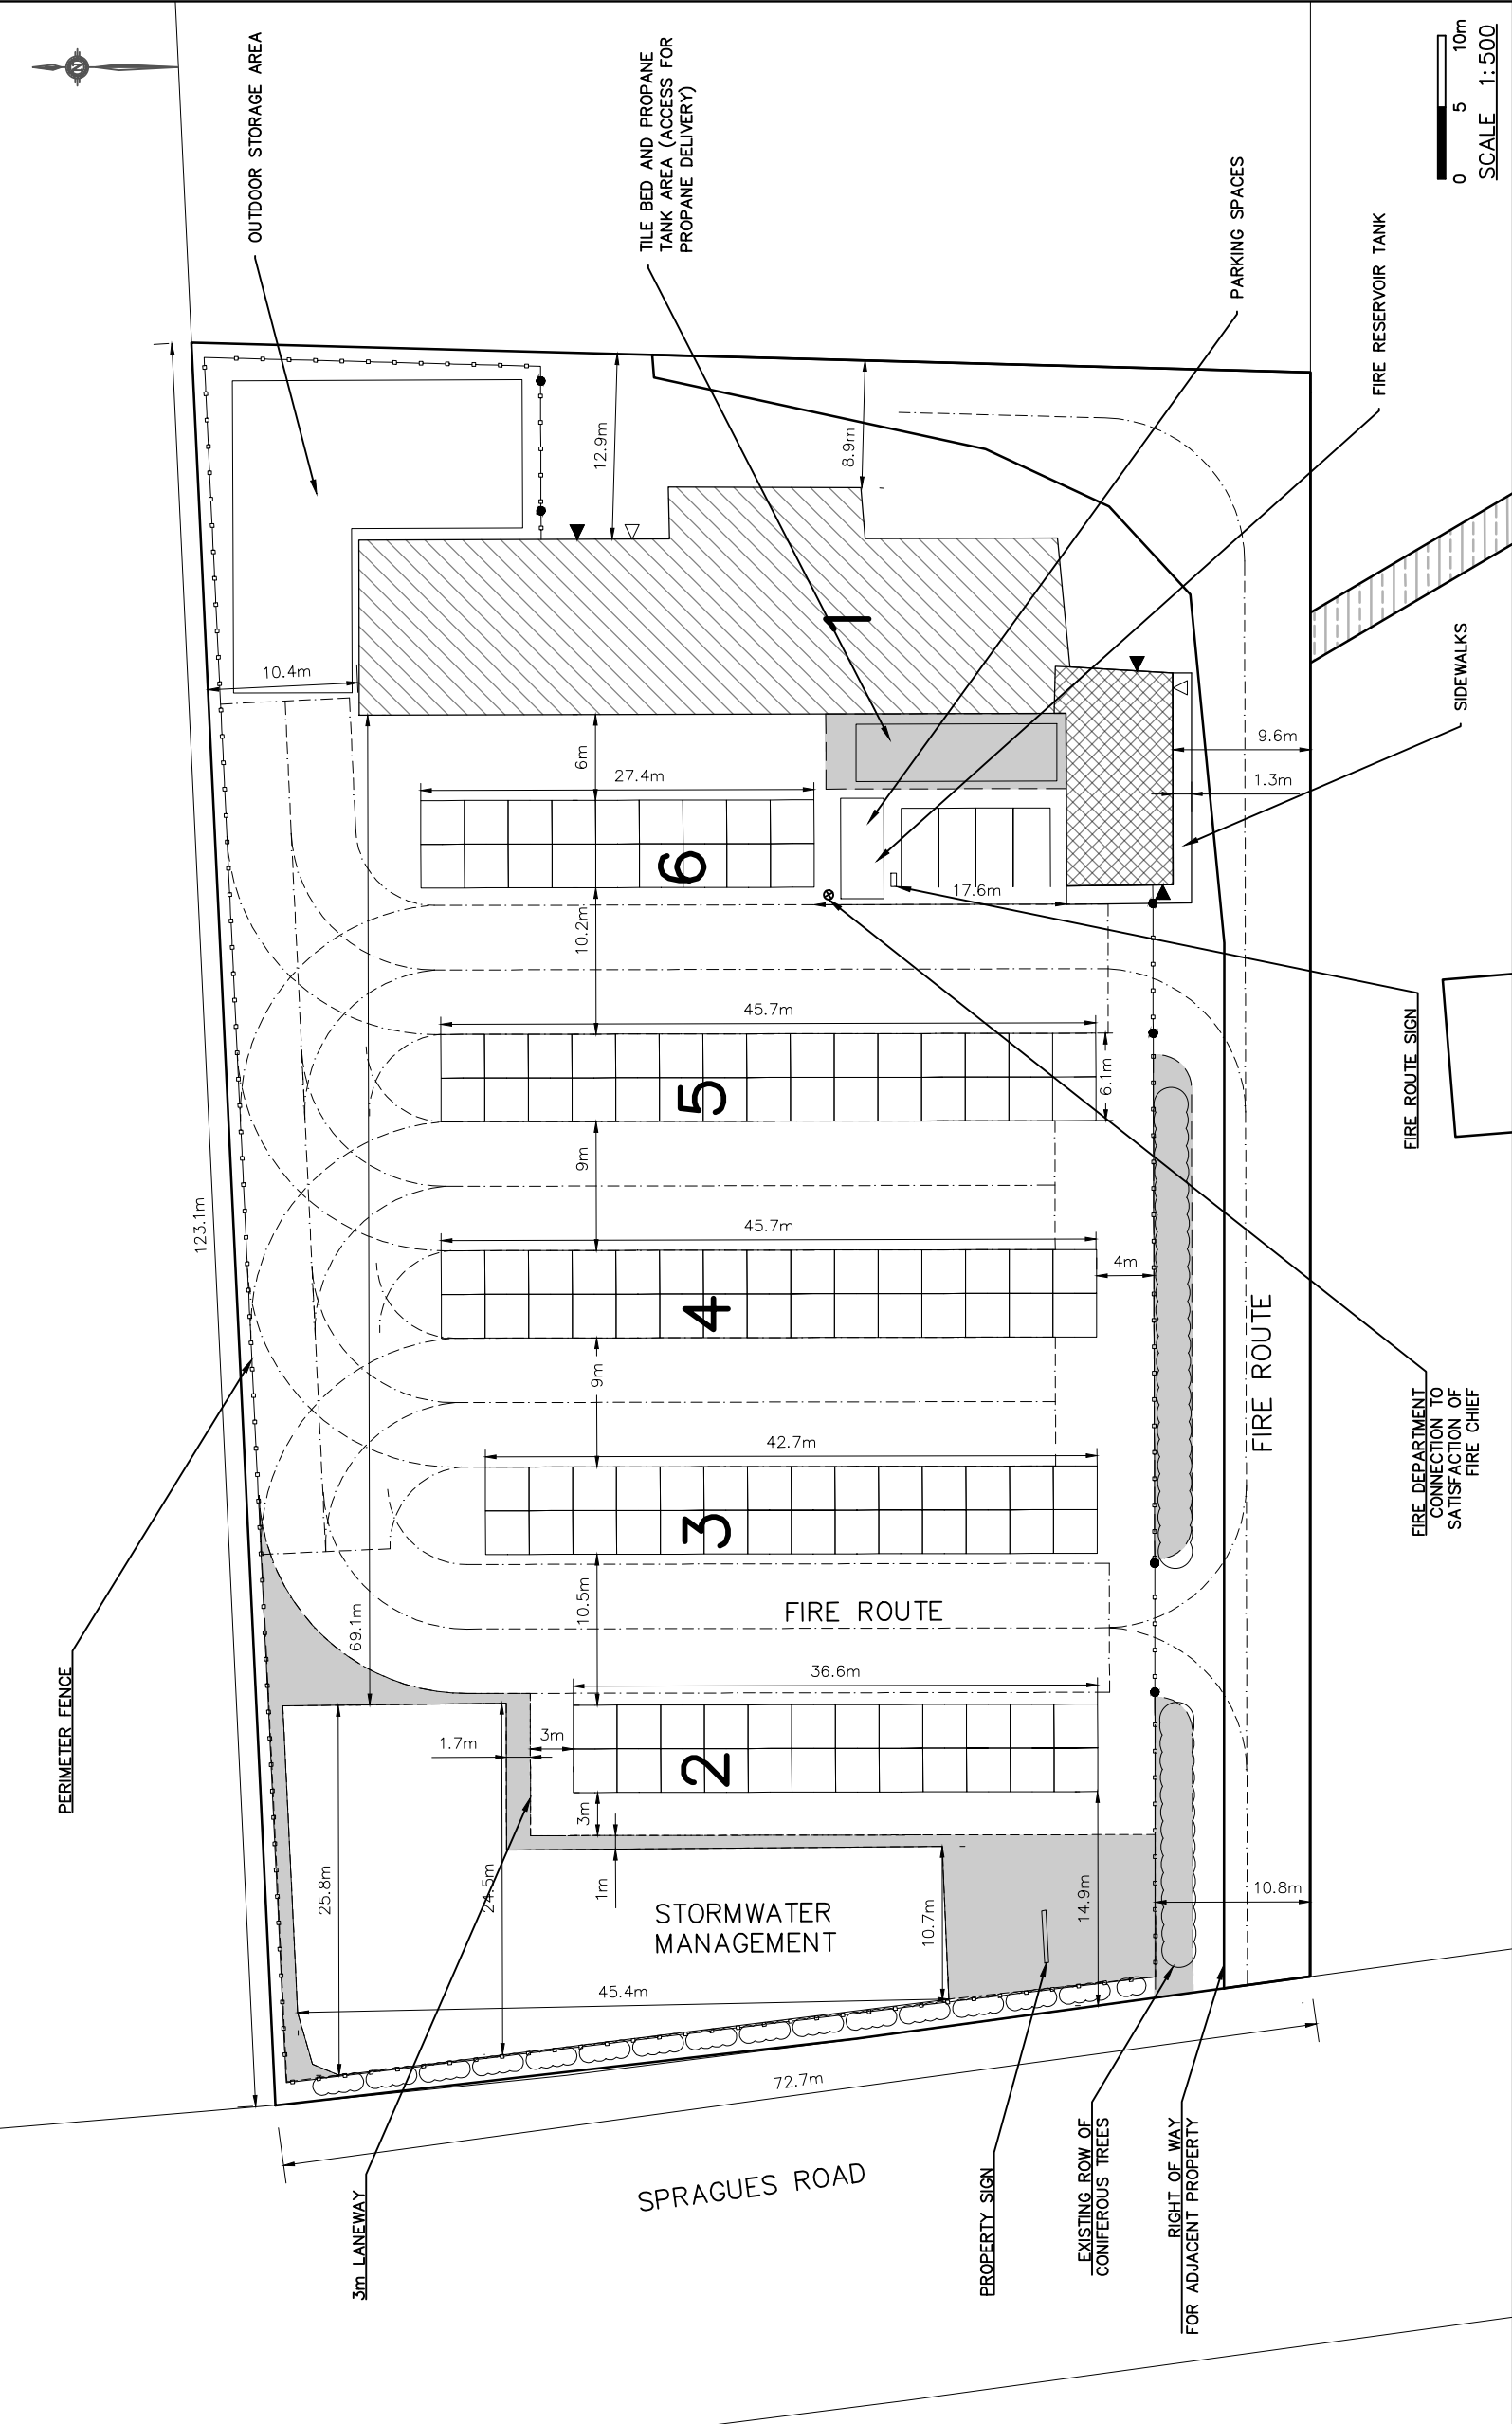 N
OUTDOOR STORAGE AREA
TILE BED AND PROPANE
TANK AREA (ACCESS FOR
PROPANE DELIVERY)
PARKING SPACES
FIRE RESERVOIR TANK
0 5 10m
SCALE 1:500
12.9m
8.9m
10.4m
1
SIDEWALKS
9.6m
1.3m
6m
27.4m
6
17.6m
10.2m
FIRE ROUTE SIGN
45.7m
5
6.1m
9m
123.1m
45.7m
4
4m
9m
FIRE ROUTE
FIRE DEPARTMENT
CONNECTION TO
SATISFACTION OF
FIRE CHIEF
42.7m
3
69.1m
10.5m
FIRE ROUTE
PERIMETER FENCE
36.6m
2
1.7m
3m
3m
25.8m
24.5m
1m
STORMWATER
MANAGEMENT
10.7m
14.9m
10.8m
45.4m
72.7m
3m LANEWAY
SPRAGUES ROAD
PROPERTY SIGN
EXISTING ROW OF
CONIFEROUS TREES
RIGHT OF WAY
FOR ADJACENT PROPERTY